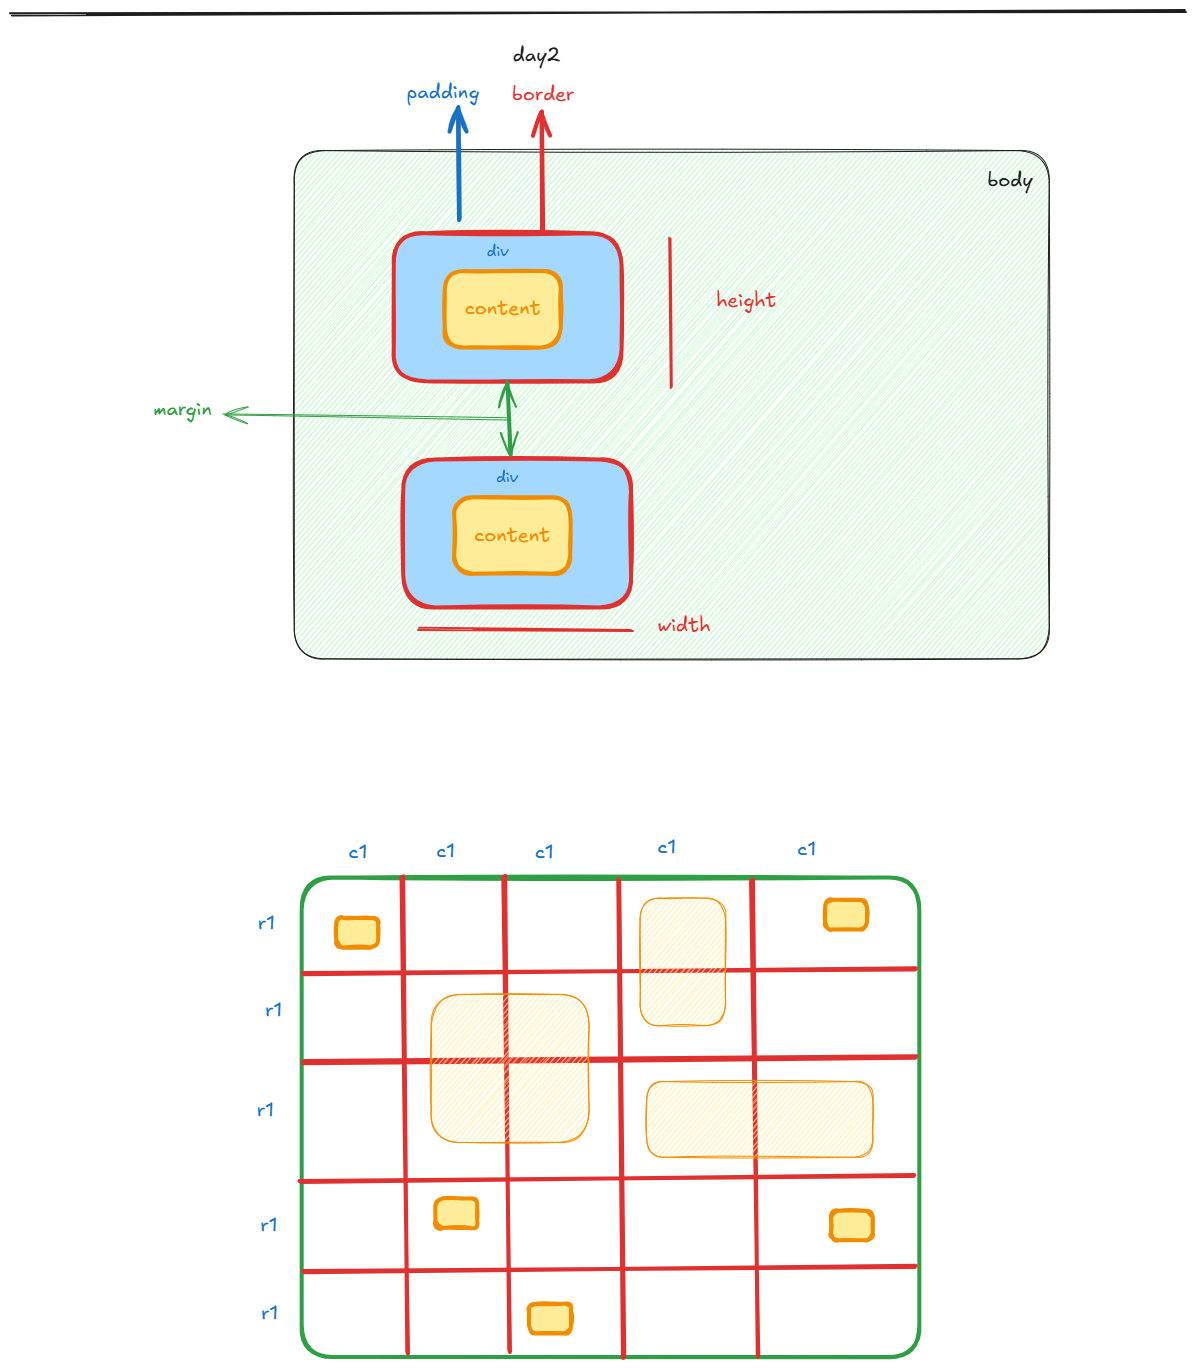 day2
padding
border
body
div
content
height
margin
div
content
width
c1 c1 c1 c1 c1
r1
r1
r1
r1
r1